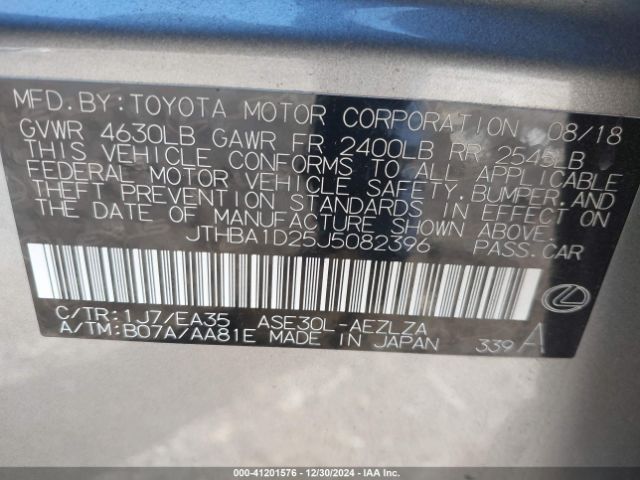 MFD.BY:TOYOTA MOTOR CORPORATION 08/18
GVWR 4630LB GAWR FR 2400LB RR 2545LB
THIS VEHICLE CONFORMS TO ALL APPLICABLE
FEDERAL MOTOR VEHICLE SAFETY, BUMPER, AND
THEFT PREVENTION STANDARDS IN EFFECT ON
THE DATE OF MANUFACTURE SHOWN ABOVE.
JTHBA1D25J5082396 PASS.CAR
C/TR:1J7/EA35 ASE30L-AEZLZA
A/TM:B07A/AA81E MADE IN JAPAN 339 A
000-41201576 - 12/30/2024 - IAA Inc.